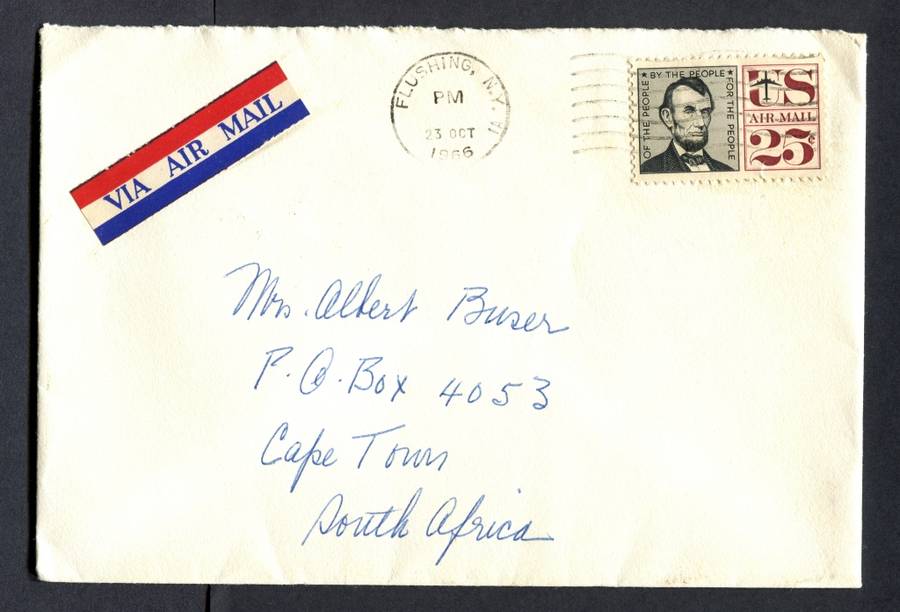 VIA AIR MAIL
FLUSHING, N.Y.
PM
23 OCT
1966
1A
OF THE PEOPLE ★ BY THE PEOPLE ★ FOR THE PEOPLE
US
AIR-MAIL
25¢
Mrs. Albert Buser
P.O. Box 4053
Cape Town
South Africa